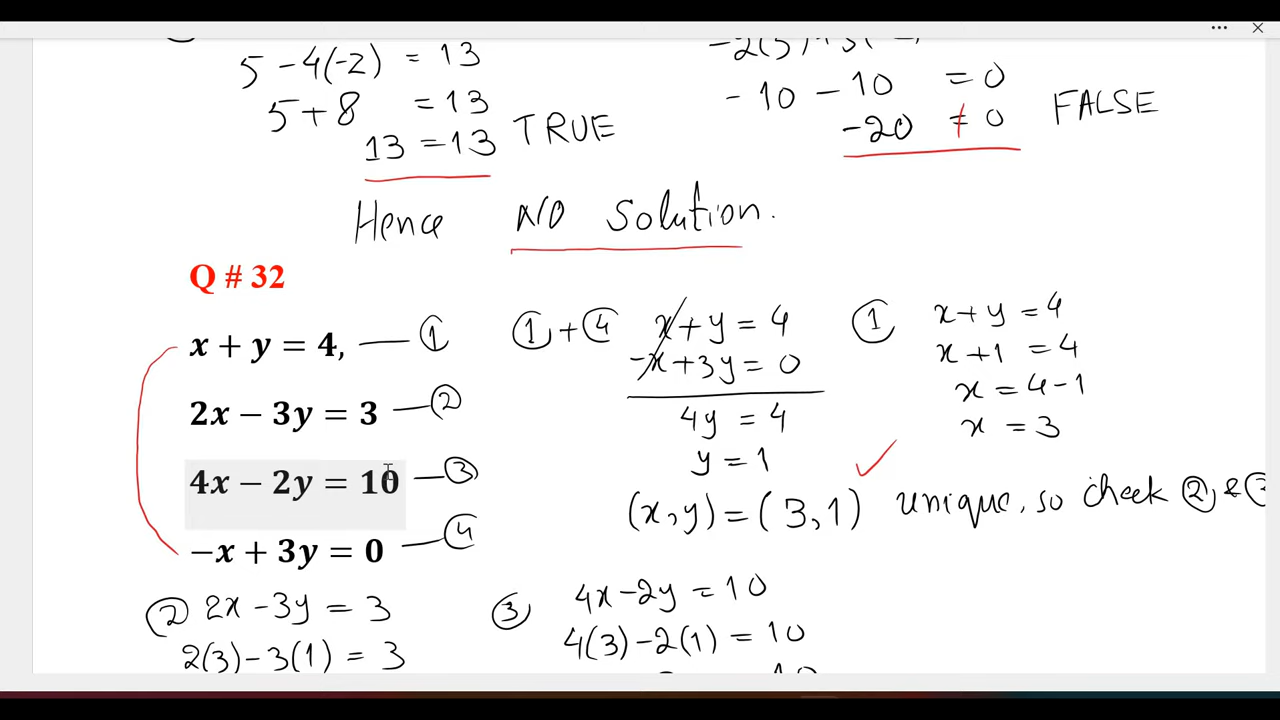 5 - 4(-2) = 13
5 + 8 = 13
13 = 13 TRUE
-10 - 10 = 0
-20 ≠ 0 FALSE
Hence NO Solution.
Q # 32
x + y = 4, — ①
2x − 3y = 3 — ②
4x − 2y = 10 — ③
−x + 3y = 0 — ④
① + ④ x + y = 4
-x + 3y = 0
4y = 4
y = 1
① x + y = 4
x + 1 = 4
x = 4 - 1
x = 3
(x, y) = (3, 1) unique, so check ② & ③
② 2x - 3y = 3
2(3) - 3(1) = 3
③ 4x - 2y = 10
4(3) - 2(1) = 10